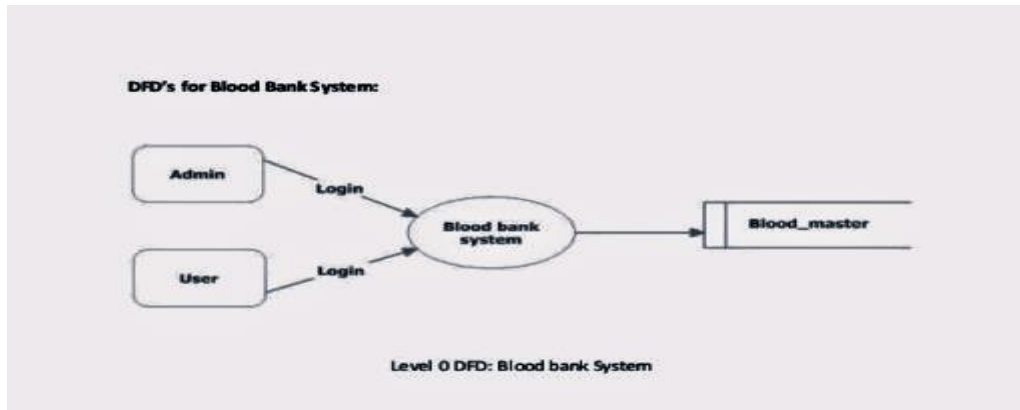 DFD's for Blood Bank System:
Admin
Login
Blood bank
system
Blood_master
Login
User
Level 0 DFD: Blood bank System